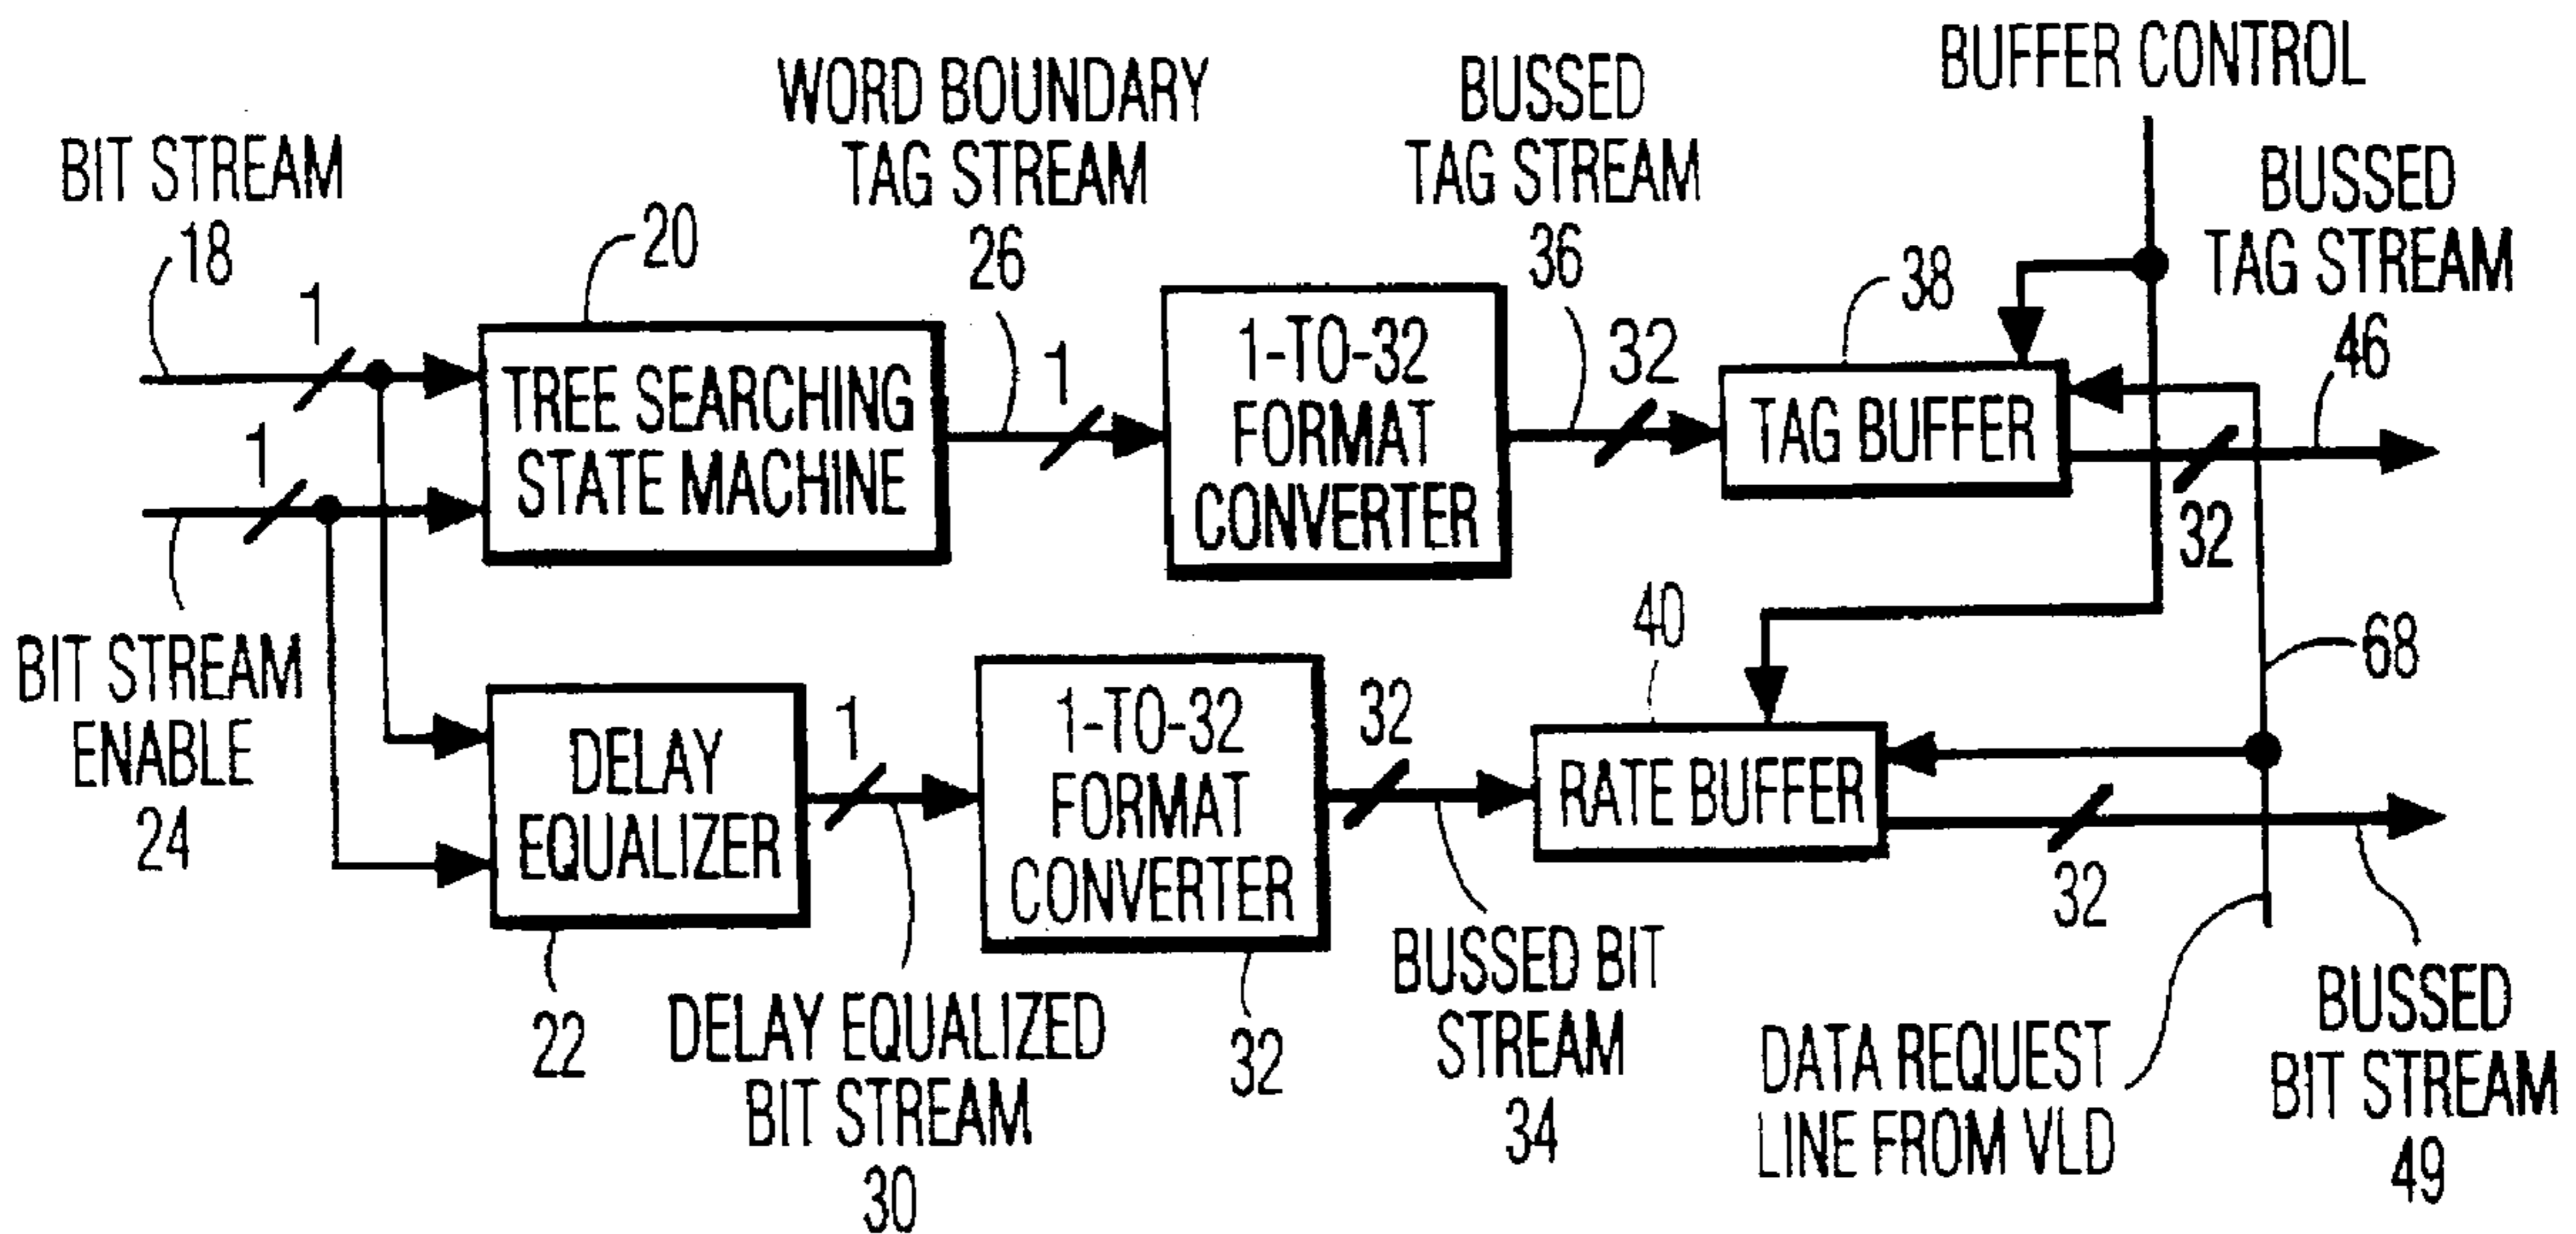 BUFFER CONTROL
WORD BOUNDARY
TAG STREAM
26
BUSSED
TAG STREAM
36
BIT STREAM
18
BUSSED
TAG STREAM
46
20
38
1
1
1
32
32
TREE SEARCHING
STATE MACHINE
1-TO-32
FORMAT
CONVERTER
TAG BUFFER
BIT STREAM
ENABLE
24
40
68
1
32
32
DELAY
EQUALIZER
1-TO-32
FORMAT
CONVERTER
RATE BUFFER
22
DELAY EQUALIZED
BIT STREAM
30
32
BUSSED BIT
STREAM
34
DATA REQUEST
LINE FROM VLD
BUSSED
BIT STREAM
49